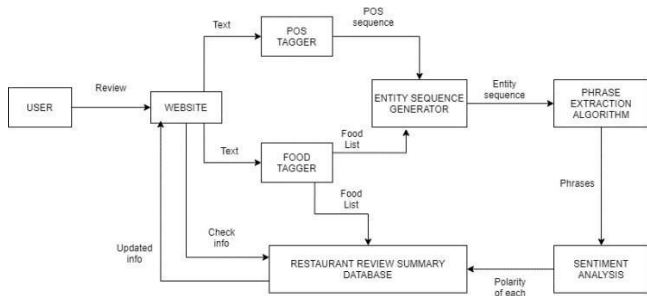 Text
POS
TAGGER
POS
sequence
USER
Review
WEBSITE
ENTITY SEQUENCE
GENERATOR
Entity
sequence
PHRASE
EXTRACTION
ALGORITHM
Text
FOOD
TAGGER
Food
List
Food
List
Phrases
Updated
info
Check
info
RESTAURANT REVIEW SUMMARY
DATABASE
Polarity
of each
SENTIMENT
ANALYSIS